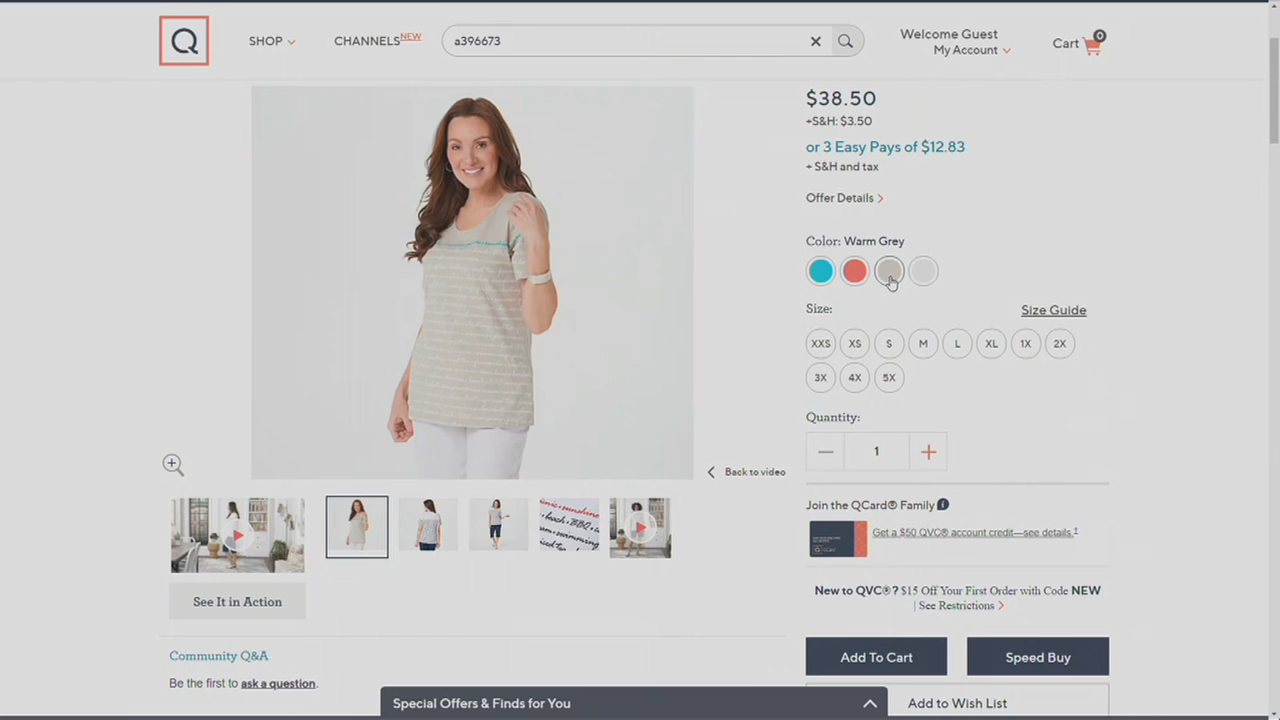 Q
SHOP
CHANNELS NEW
a396673
Welcome Guest
My Account
Cart
0
$38.50
+S&H: $3.50
or 3 Easy Pays of $12.83
+ S&H and tax
Offer Details
Color: Warm Grey
Size:
Size Guide
XXS XS S M L XL 1X 2X
3X 4X 5X
Quantity:
1
Back to video
Join the QCard® Family i
Get a $50 QVC® account credit—see details.‡
New to QVC®? $15 Off Your First Order with Code NEW
| See Restrictions
See It in Action
Add To Cart
Speed Buy
Community Q&A
Be the first to ask a question.
Special Offers & Finds for You
Add to Wish List